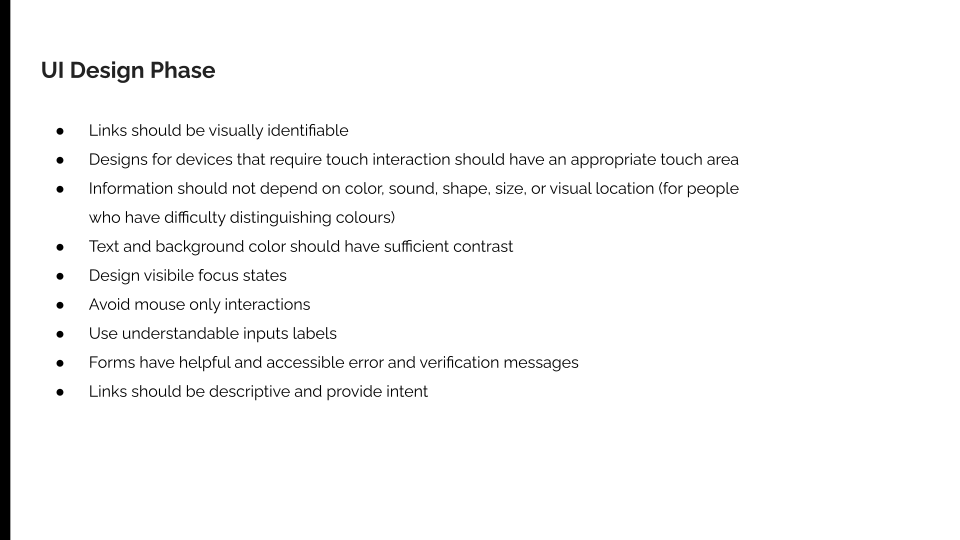 UI Design Phase
● Links should be visually identifiable
● Designs for devices that require touch interaction should have an appropriate touch area
● Information should not depend on color, sound, shape, size, or visual location (for people
who have difficulty distinguishing colours)
● Text and background color should have sufficient contrast
● Design visibile focus states
● Avoid mouse only interactions
● Use understandable inputs labels
● Forms have helpful and accessible error and verification messages
● Links should be descriptive and provide intent